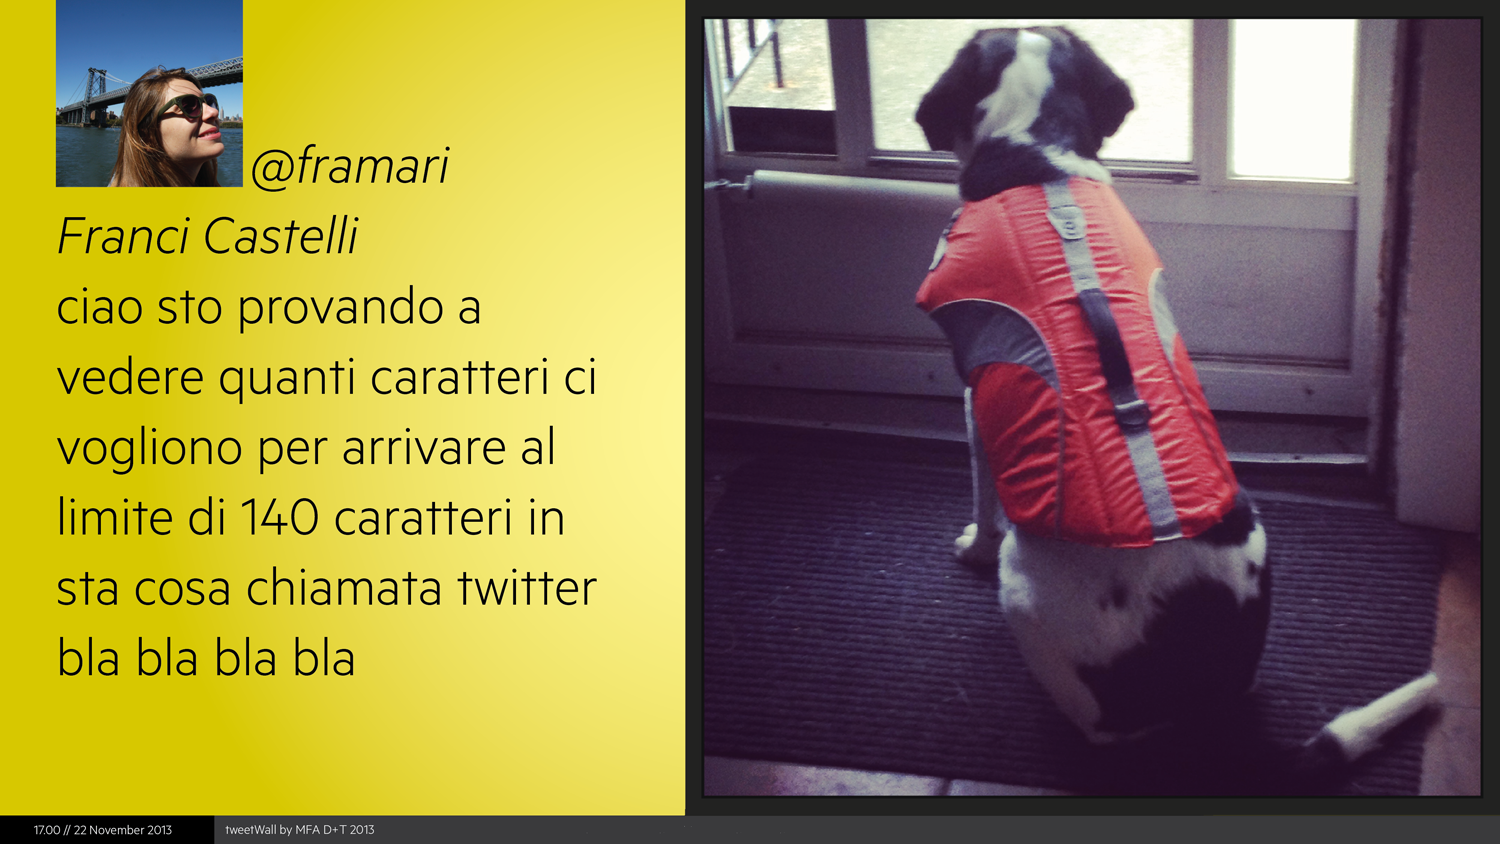 @framari
Franci Castelli
ciao sto provando a
vedere quanti caratteri ci
vogliono per arrivare al
limite di 140 caratteri in
sta cosa chiamata twitter
bla bla bla bla
17.00 // 22 November 2013
tweetWall by MFA D+T 2013